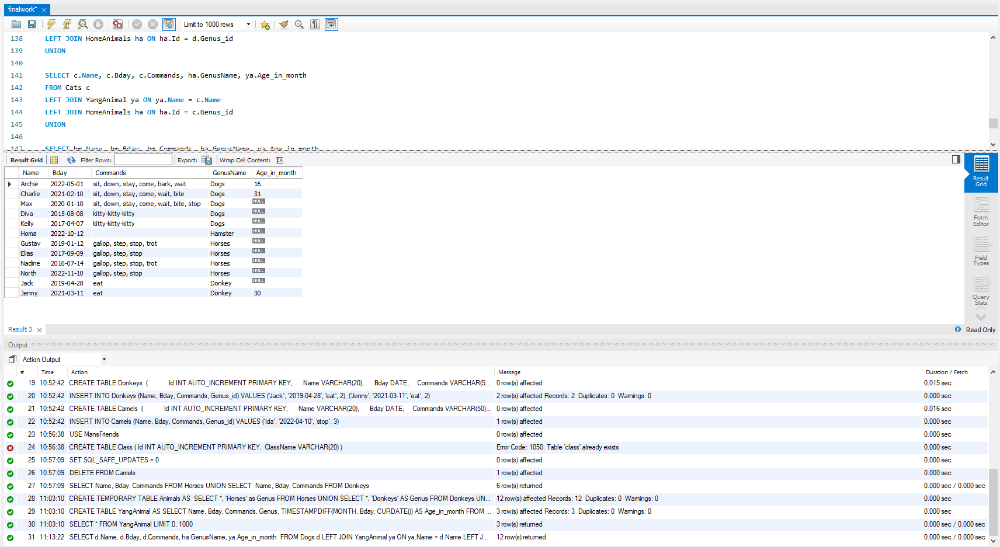 finalwork*
Limit to 1000 rows
138 LEFT JOIN HomeAnimals ha ON ha.Id = d.Genus_id
139 UNION
140
141 SELECT c.Name, c.Bday, c.Commands, ha.GenusName, ya.Age_in_month
142 FROM Cats c
143 LEFT JOIN YangAnimal ya ON ya.Name = c.Name
144 LEFT JOIN HomeAnimals ha ON ha.Id = c.Genus_id
145 UNION
146
147 SELECT hm.Name, hm.Bday, hm.Commands, ha.GenusName, ya.Age_in_month
Result Grid Filter Rows: Export: Wrap Cell Content: IA
Name Bday Commands GenusName Age_in_month
Archie 2022-05-01 sit, down, stay, come, bark, wait Dogs 16
Charlie 2021-02-10 sit, down, stay, come, wait, bite Dogs 31
Max 2020-01-10 sit, down, stay, come, wait, bite, stop Dogs NULL
Diva 2015-08-08 kitty-kitty-kitty Dogs NULL
Kelly 2017-04-07 kitty-kitty-kitty Dogs NULL
Homa 2022-10-12 Hamster NULL
Gustav 2019-01-12 gallop, step, stop, trot Horses NULL
Elias 2017-09-09 gallop, step, stop Horses NULL
Nadine 2016-07-14 gallop, step, stop, trot Horses NULL
North 2022-11-10 gallop, step, stop Horses NULL
Jack 2019-04-28 eat Donkey NULL
Jenny 2021-03-11 eat Donkey 30
Result
Grid
Form
Editor
Field
Types
Query
Stats
Result 3
Read Only
Output
Action Output
# Time Action Message Duration / Fetch
19 10:52:42 CREATE TABLE Donkeys ( Id INT AUTO_INCREMENT PRIMARY KEY, Name VARCHAR(20), Bday DATE, Commands VARCHAR(5... 0 row(s) affected 0.015 sec
20 10:52:42 INSERT INTO Donkeys (Name, Bday, Commands, Genus_id) VALUES ('Jack', '2019-04-28', 'eat', 2), ('Jenny', '2021-03-11', 'eat', 2) 2 row(s) affected Records: 2 Duplicates: 0 Warnings: 0 0.000 sec
21 10:52:42 CREATE TABLE Camels ( Id INT AUTO_INCREMENT PRIMARY KEY, Name VARCHAR(20), Bday DATE, Commands VARCHAR(50)... 0 row(s) affected 0.016 sec
22 10:52:42 INSERT INTO Camels (Name, Bday, Commands, Genus_id) VALUES ('Ida', '2022-04-10', 'stop', 3) 1 row(s) affected 0.000 sec
23 10:56:38 USE MansFriends 0 row(s) affected 0.000 sec
24 10:56:38 CREATE TABLE Class ( Id INT AUTO_INCREMENT PRIMARY KEY, ClassName VARCHAR(20) ) Error Code: 1050. Table 'class' already exists 0.000 sec
25 10:57:09 SET SQL_SAFE_UPDATES = 0 0 row(s) affected 0.000 sec
26 10:57:09 DELETE FROM Camels 1 row(s) affected 0.000 sec
27 10:57:09 SELECT Name, Bday, Commands FROM Horses UNION SELECT Name, Bday, Commands FROM Donkeys 6 row(s) returned 0.000 sec / 0.000 sec
28 11:03:10 CREATE TEMPORARY TABLE Animals AS SELECT *, 'Horses' as Genus FROM Horses UNION SELECT *, 'Donkeys' AS Genus FROM Donkeys UN... 12 row(s) affected Records: 12 Duplicates: 0 Warnings: 0 0.000 sec
29 11:03:10 CREATE TABLE YangAnimal AS SELECT Name, Bday, Commands, Genus, TIMESTAMPDIFF(MONTH, Bday, CURDATE()) AS Age_in_month FROM ... 3 row(s) affected Records: 3 Duplicates: 0 Warnings: 0 0.000 sec
30 11:03:10 SELECT * FROM YangAnimal LIMIT 0, 1000 3 row(s) returned 0.000 sec / 0.000 sec
31 11:13:22 SELECT d.Name, d.Bday, d.Commands, ha.GenusName, ya.Age_in_month FROM Dogs d LEFT JOIN YangAnimal ya ON ya.Name = d.Name LEFT J... 12 row(s) returned 0.000 sec / 0.000 sec